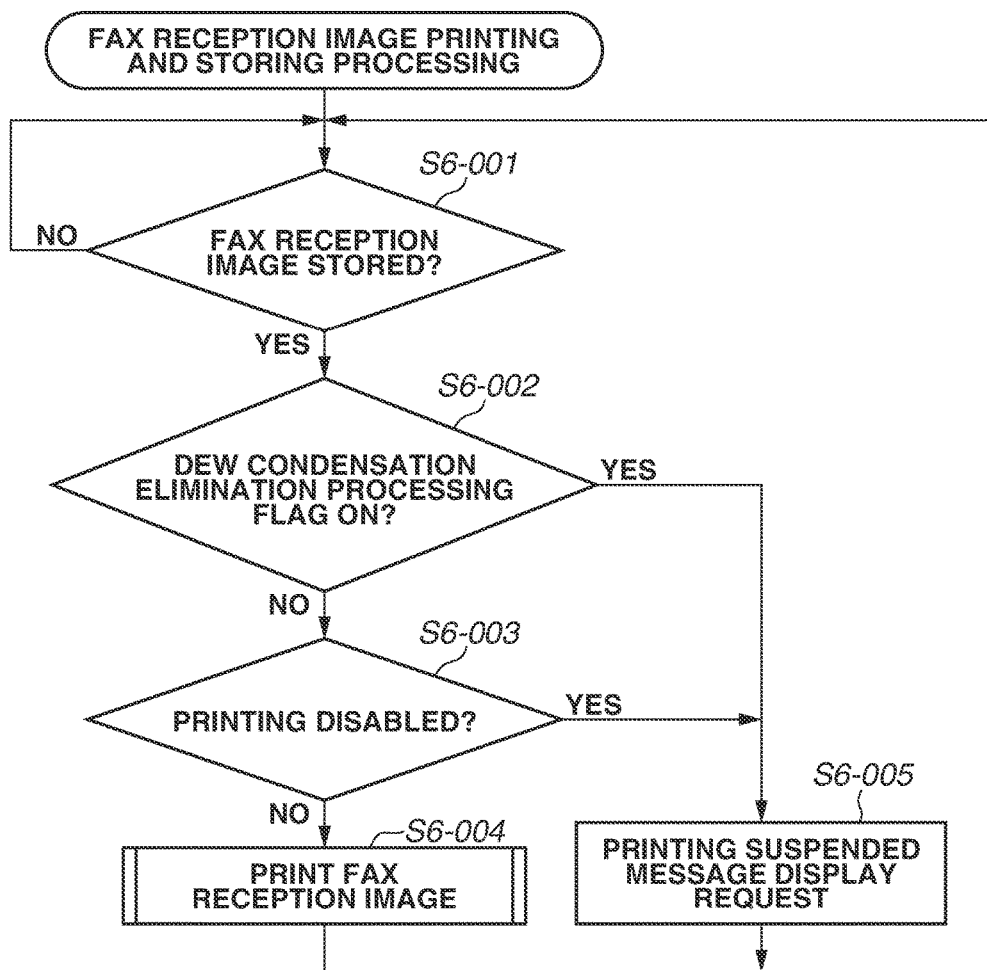 FAX RECEPTION IMAGE PRINTING
AND STORING PROCESSING
S6-001
NO
FAX RECEPTION
IMAGE STORED?
YES
S6-002
DEW CONDENSATION
ELIMINATION PROCESSING
FLAG ON?
YES
NO
S6-003
PRINTING DISABLED?
YES
NO
S6-004
PRINT FAX
RECEPTION IMAGE
S6-005
PRINTING SUSPENDED
MESSAGE DISPLAY
REQUEST